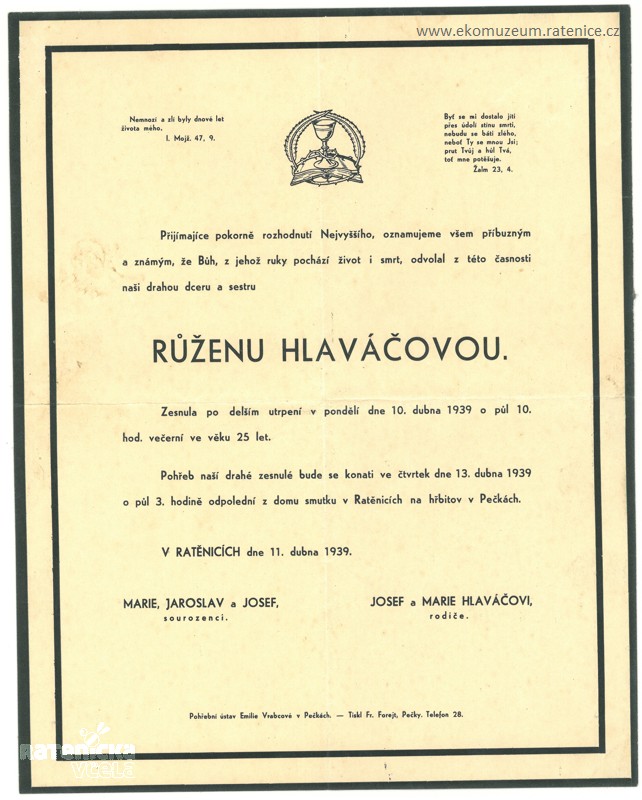 www.ekomuzeum.ratenice.cz
Nemnozí a zlí byly dnové let
života mého.
I. Mojž. 47, 9.
Byť se mi dostalo jíti
přes údolí stínu smrti,
nebudu se báti zlého,
neboť Ty se mnou Jsi;
prut Tvůj a hůl Tvá,
toť mne potěšuje.
Žalm 23, 4.
Přijímajíce pokorně rozhodnutí Nejvyššího, oznamujeme všem příbuzným
a známým, že Bůh, z jehož ruky pochází život i smrt, odvolal z této časnosti
naši drahou dceru a sestru
RŮŽENU HLAVÁČOVOU.
Zesnula po delším utrpení v pondělí dne 10. dubna 1939 o půl 10.
hod. večerní ve věku 25 let.
Pohřeb naší drahé zesnulé bude se konati ve čtvrtek dne 13. dubna 1939
o půl 3. hodině odpolední z domu smutku v Ratěnicích na hřbitov v Pečkách.
V RATĚNICÍCH dne 11. dubna 1939.
MARIE, JAROSLAV a JOSEF,
sourozenci.
JOSEF a MARIE HLAVÁČOVI,
rodiče.
Pohřební ústav Emilie Vrabcová v Pečkách. — Tiskl Fr. Forejt, Pečky. Telefon 28.
ratenická
včela